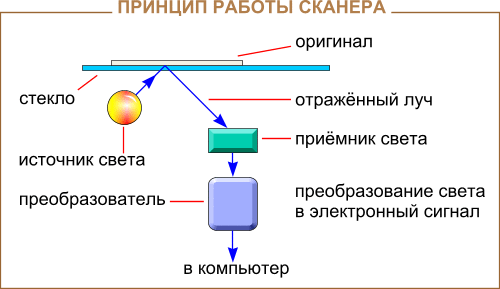 ПРИНЦИП РАБОТЫ СКАНЕРА
оригинал
стекло
отражённый луч
приёмник света
источник света
преобразователь
преобразование света
в электронный сигнал
в компьютер